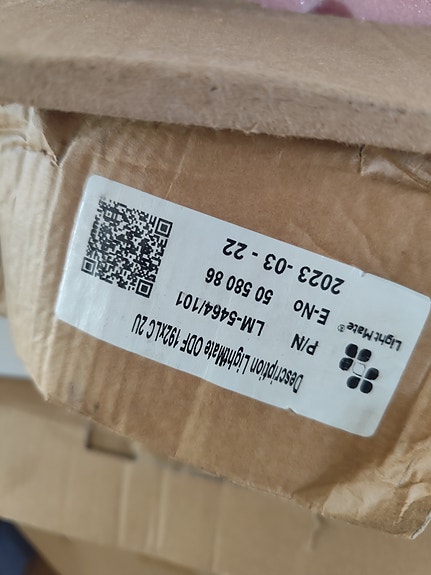 Light Mate®
Description LightMate ODF 192xLC 2U
P/N LM-5464/101
E-No 50 580 86
2023 -03 - 22